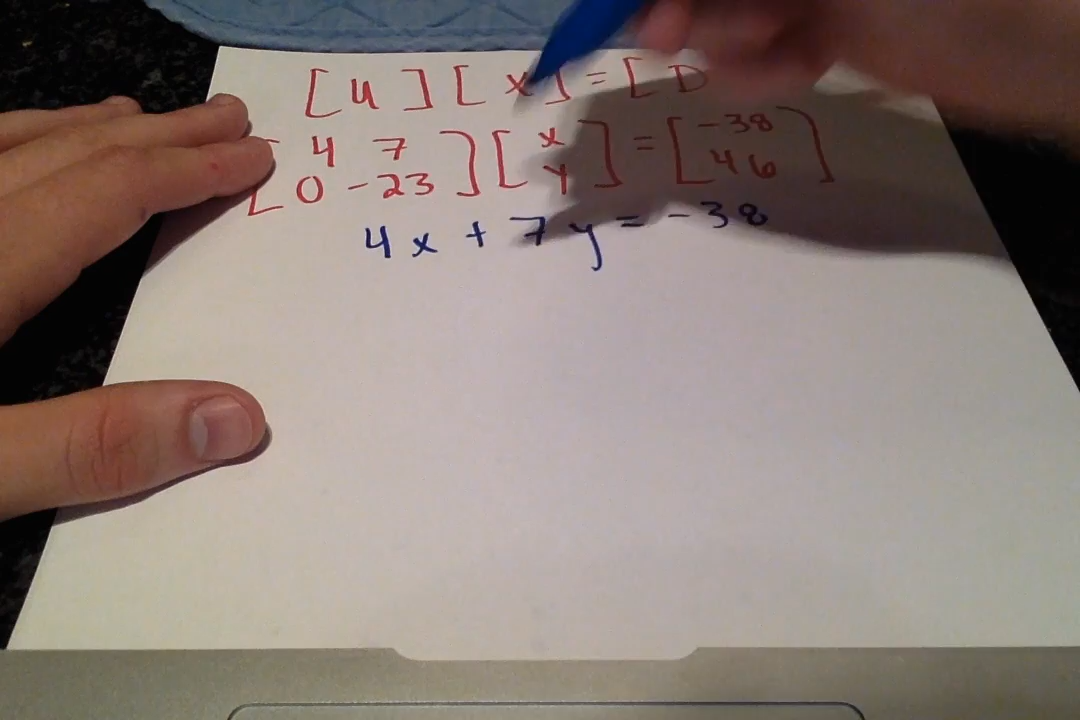 [ U ] [ x ] = [ D
[ 4 7 ] [ x ] = [ -38 ]
[ 0 -23 ] [ y ] = [ 46 ]
4x + 7y = -38